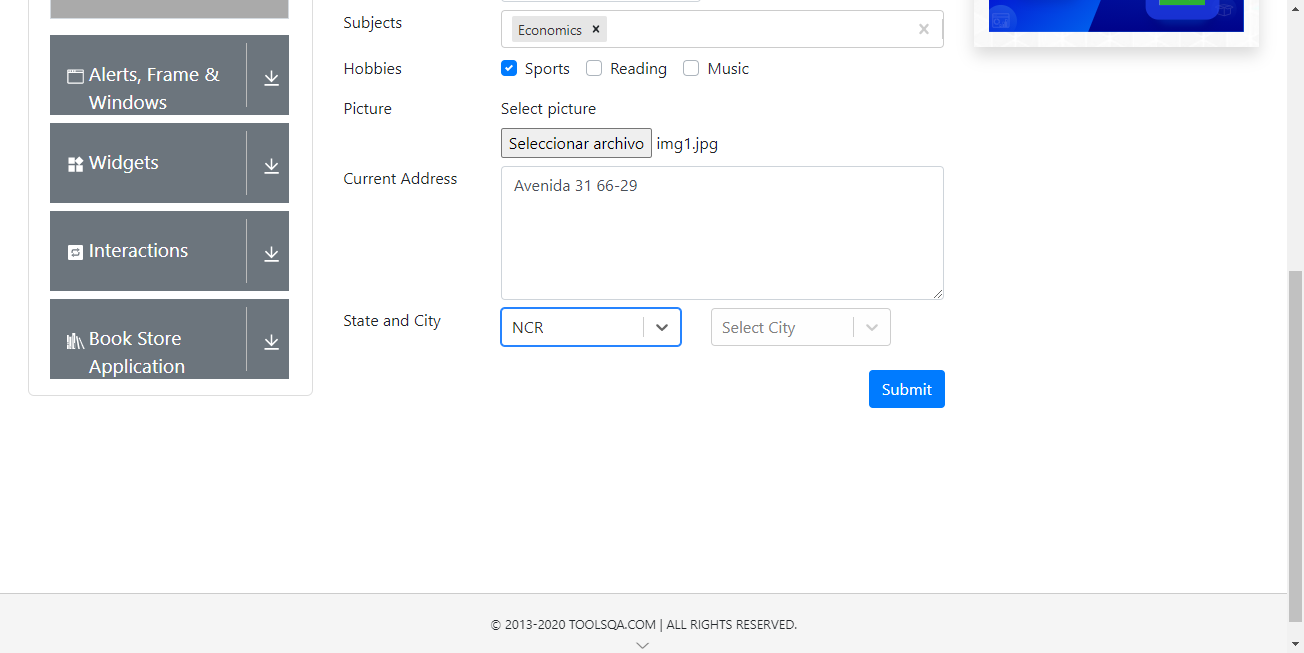 Alerts, Frame &
Windows
Widgets
Interactions
Book Store
Application
Subjects
Economics
Hobbies
Sports Reading Music
Picture
Select picture
Seleccionar archivo img1.jpg
Current Address
Avenida 31 66-29
State and City
NCR
Select City
Submit
© 2013-2020 TOOLSQA.COM | ALL RIGHTS RESERVED.